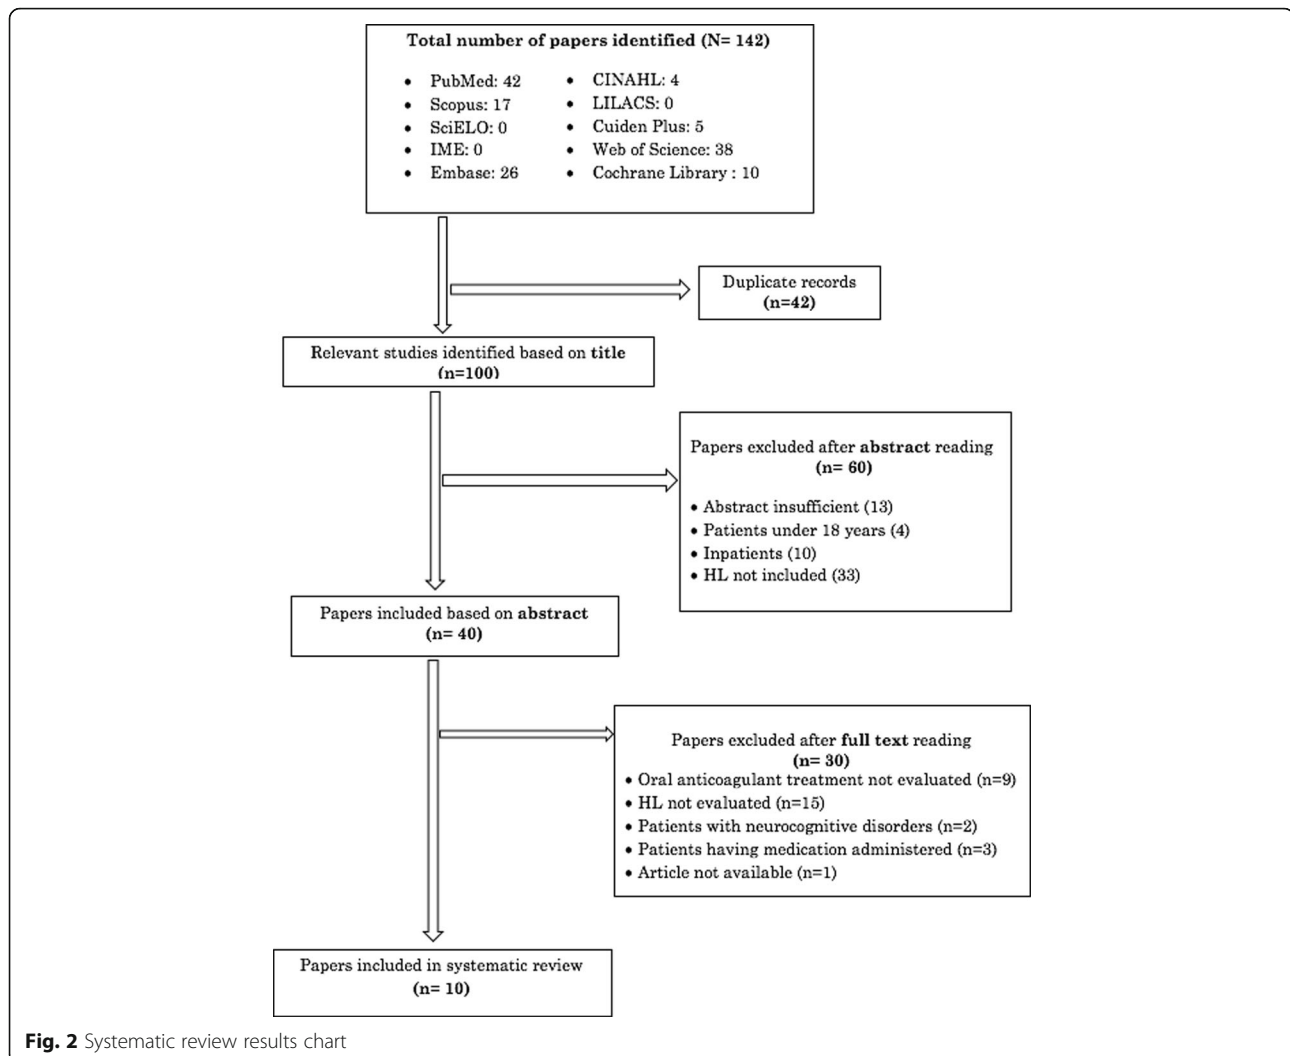 Total number of papers identified (N= 142)
• PubMed: 42
• Scopus: 17
• SciELO: 0
• IME: 0
• Embase: 26
• CINAHL: 4
• LILACS: 0
• Cuiden Plus: 5
• Web of Science: 38
• Cochrane Library : 10
Duplicate records
(n=42)
Relevant studies identified based on title
(n=100)
Papers excluded after abstract reading
(n= 60)
• Abstract insufficient (13)
• Patients under 18 years (4)
• Inpatients (10)
• HL not included (33)
Papers included based on abstract
(n= 40)
Papers excluded after full text reading
(n= 30)
• Oral anticoagulant treatment not evaluated (n=9)
• HL not evaluated (n=15)
• Patients with neurocognitive disorders (n=2)
• Patients having medication administered (n=3)
• Article not available (n=1)
Papers included in systematic review
(n= 10)
Fig. 2 Systematic review results chart